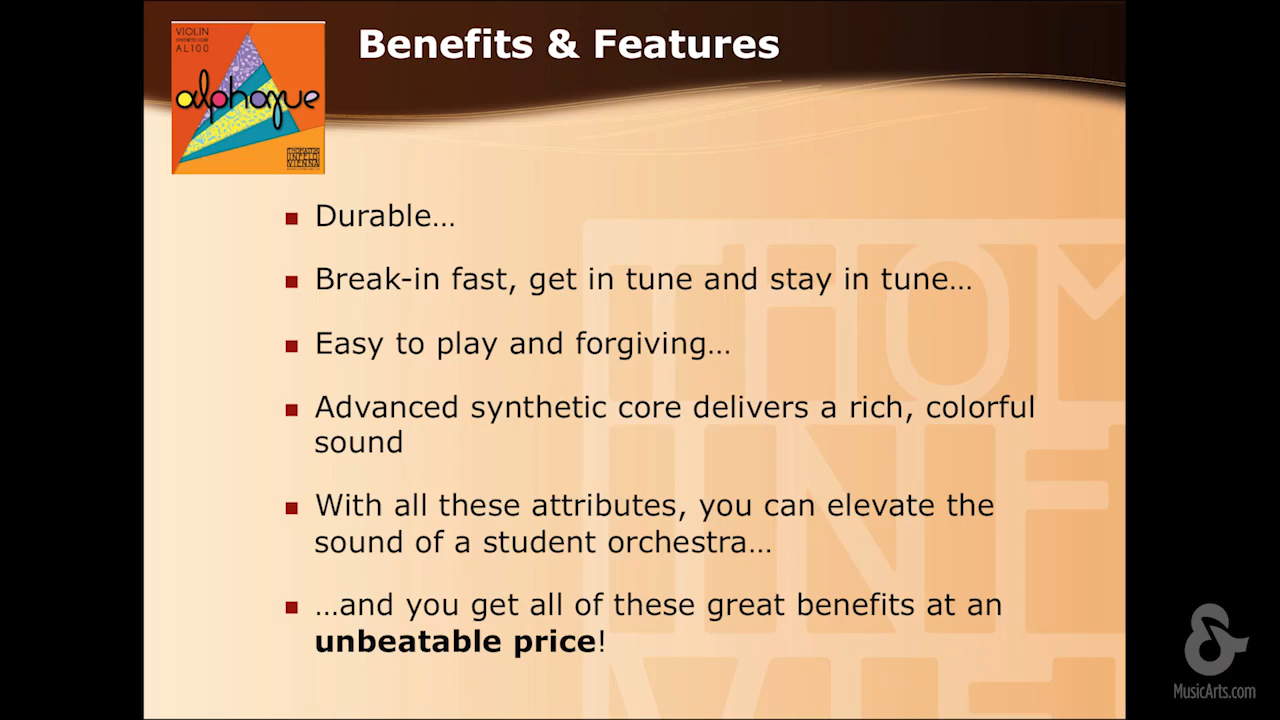 VIOLIN
SYNTHETIC CORE
AL100
alphayue
THOMASTIK
INFELD
VIENNA
Benefits & Features
Durable…
Break-in fast, get in tune and stay in tune…
Easy to play and forgiving…
Advanced synthetic core delivers a rich, colorful
sound
With all these attributes, you can elevate the
sound of a student orchestra…
…and you get all of these great benefits at an
unbeatable price!
THOM
INFE
MusicArts.com